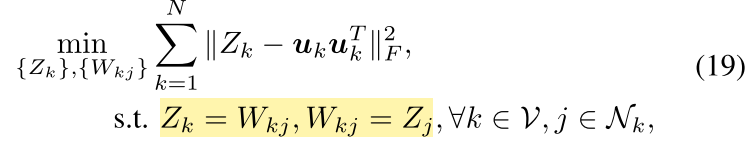 \min_{\{Z_k\},\{W_{kj}\}} \sum_{k=1}^{N} \|Z_k - \boldsymbol{u}_k \boldsymbol{u}_k^T\|_F^2, (19)
s.t. Z_k = W_{kj}, W_{kj} = Z_j, \forall k \in \mathcal{V}, j \in \mathcal{N}_k,